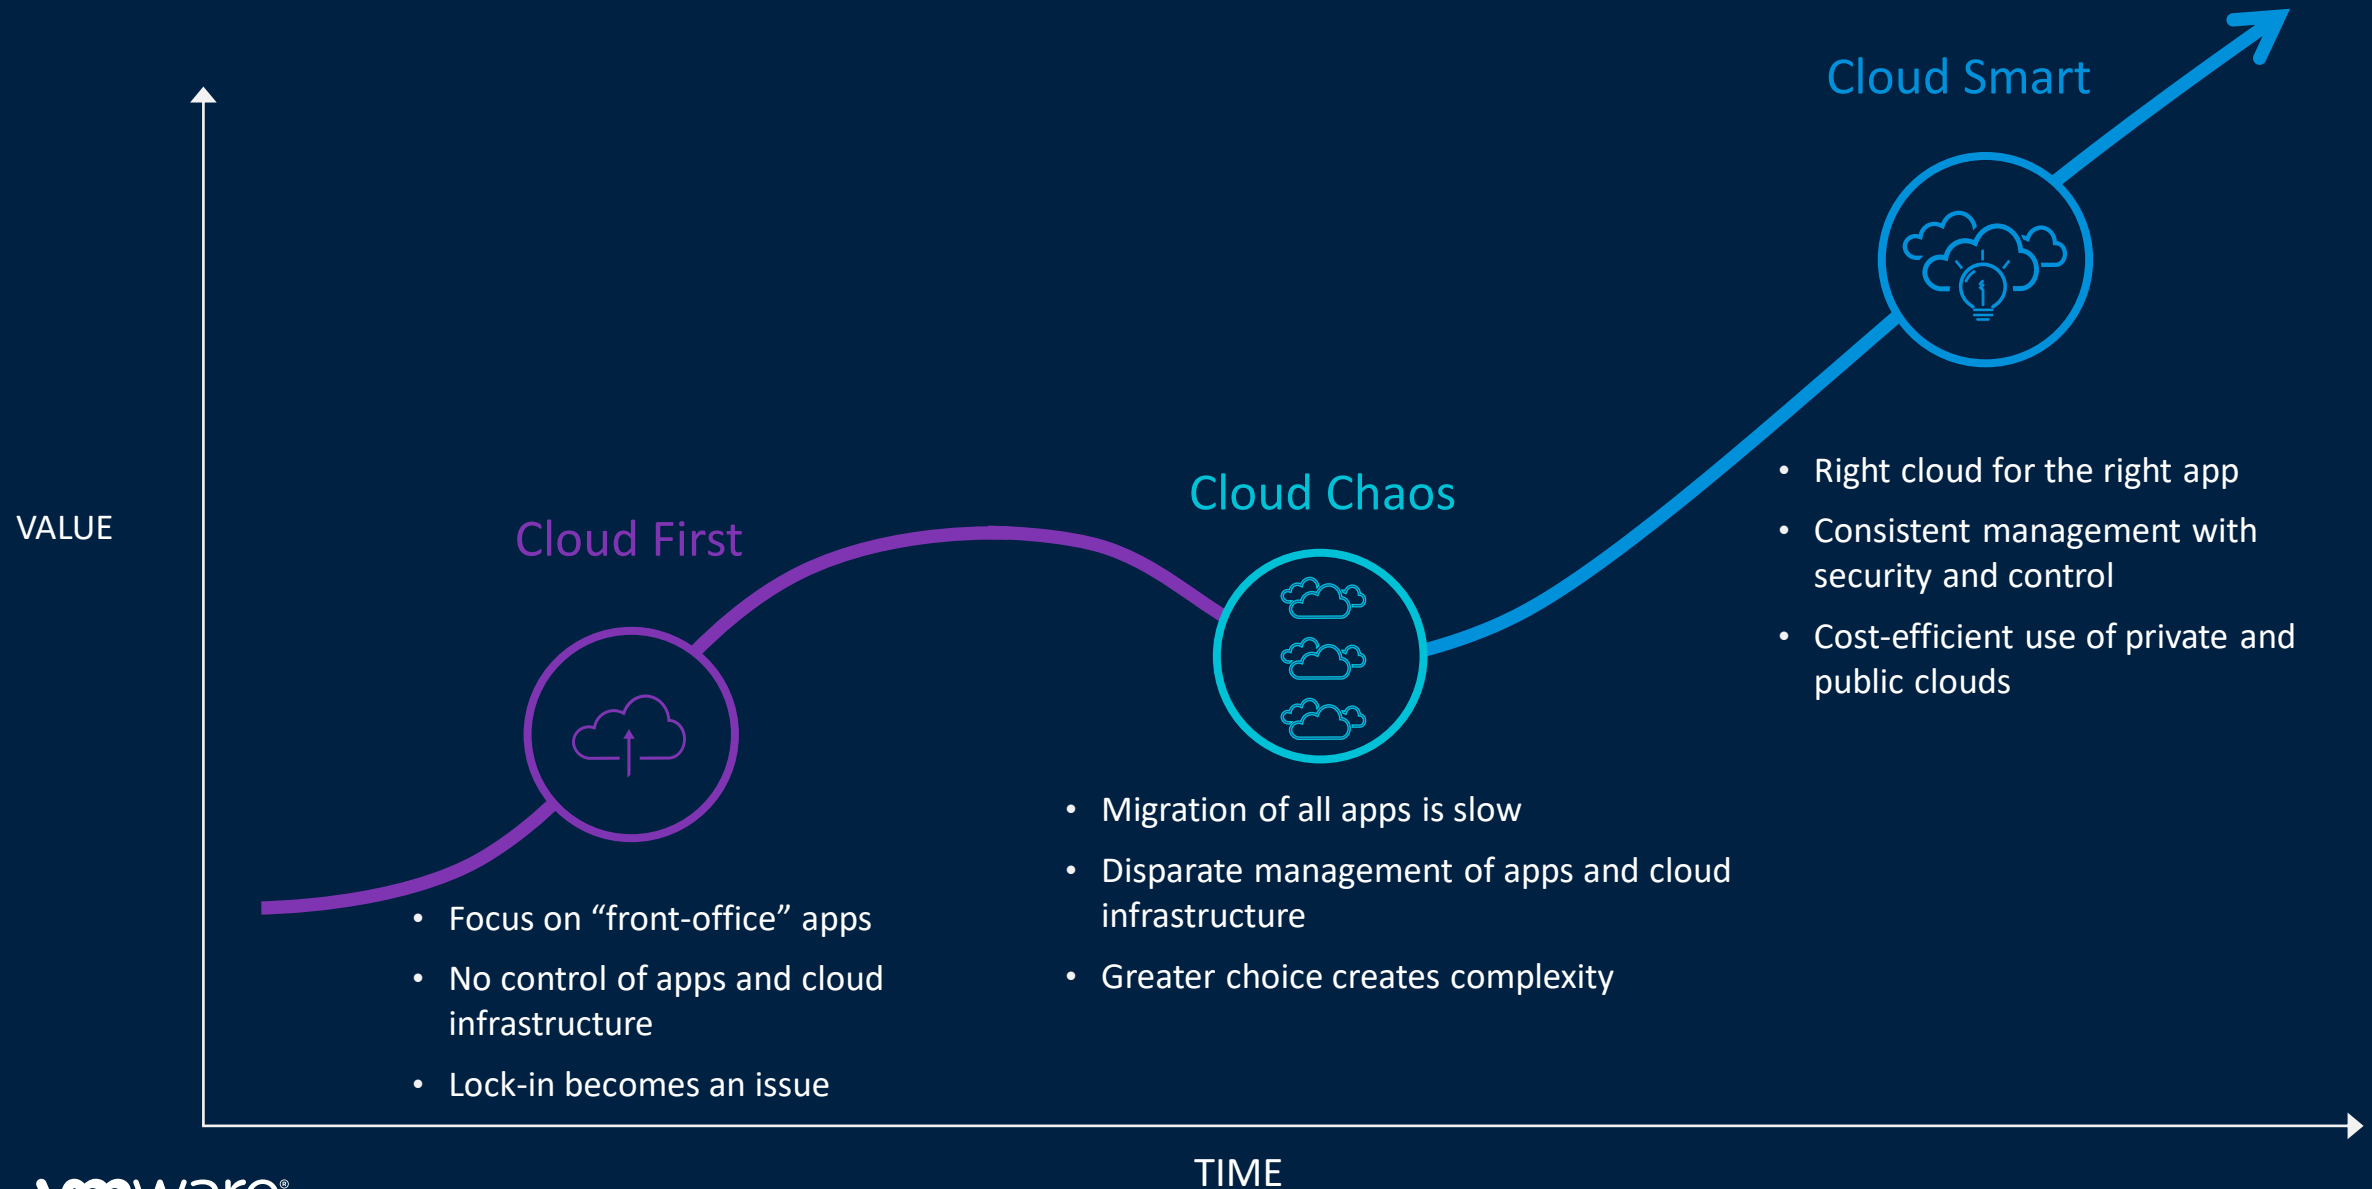 Cloud Smart
VALUE
Cloud First
Cloud Chaos
• Right cloud for the right app
• Consistent management with
security and control
• Cost-efficient use of private and
public clouds
• Migration of all apps is slow
• Disparate management of apps and cloud
infrastructure
• Greater choice creates complexity
• Focus on “front-office” apps
• No control of apps and cloud
infrastructure
• Lock-in becomes an issue
TIME
vmware®